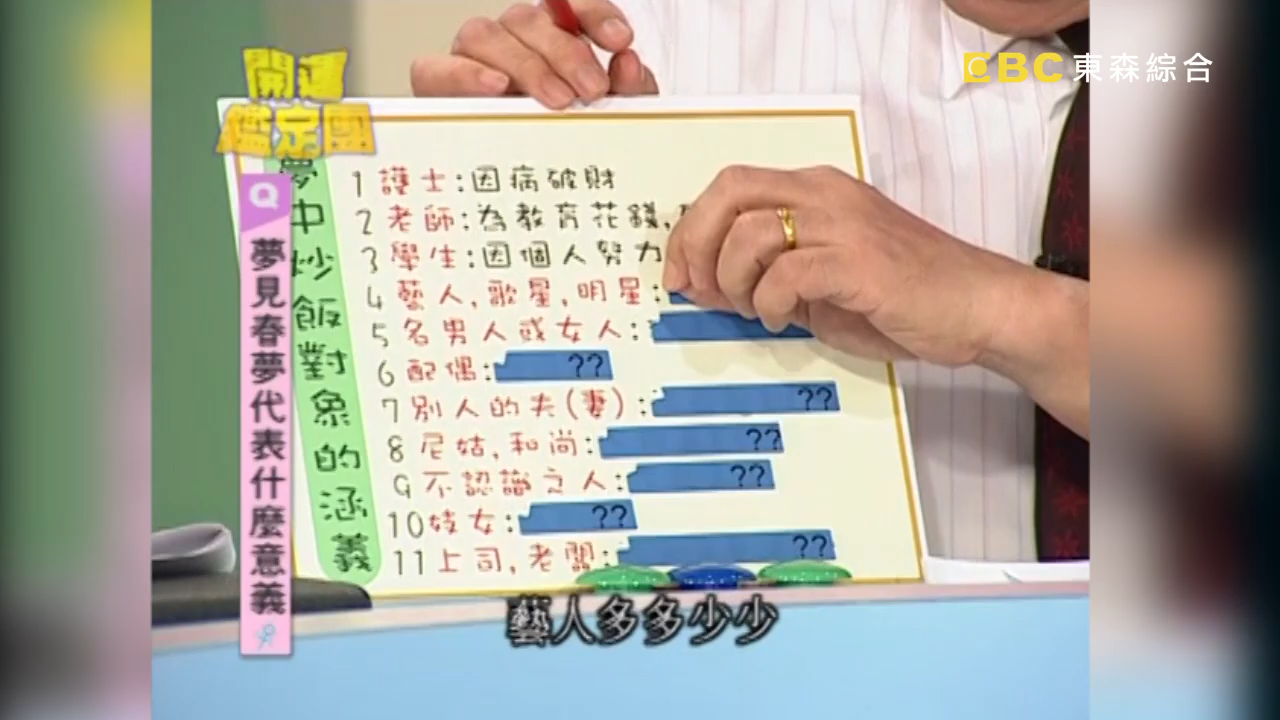 EBC 東森綜合
開運
鑑定團
Q 夢見春夢代表什麼意義
夢中炒飯對象的涵義
1 護士:因病破財
2 老師:為教育花錢,
3 學生:因個人努力
4 藝人,歌星,明星:
5 名男人或女人:
6 配偶: ??
7 別人的夫(妻): ??
8 尼姑,和尚: ??
9 不認識之人: ??
10 妓女: ??
11 上司,老闆: ??
藝人多多少少